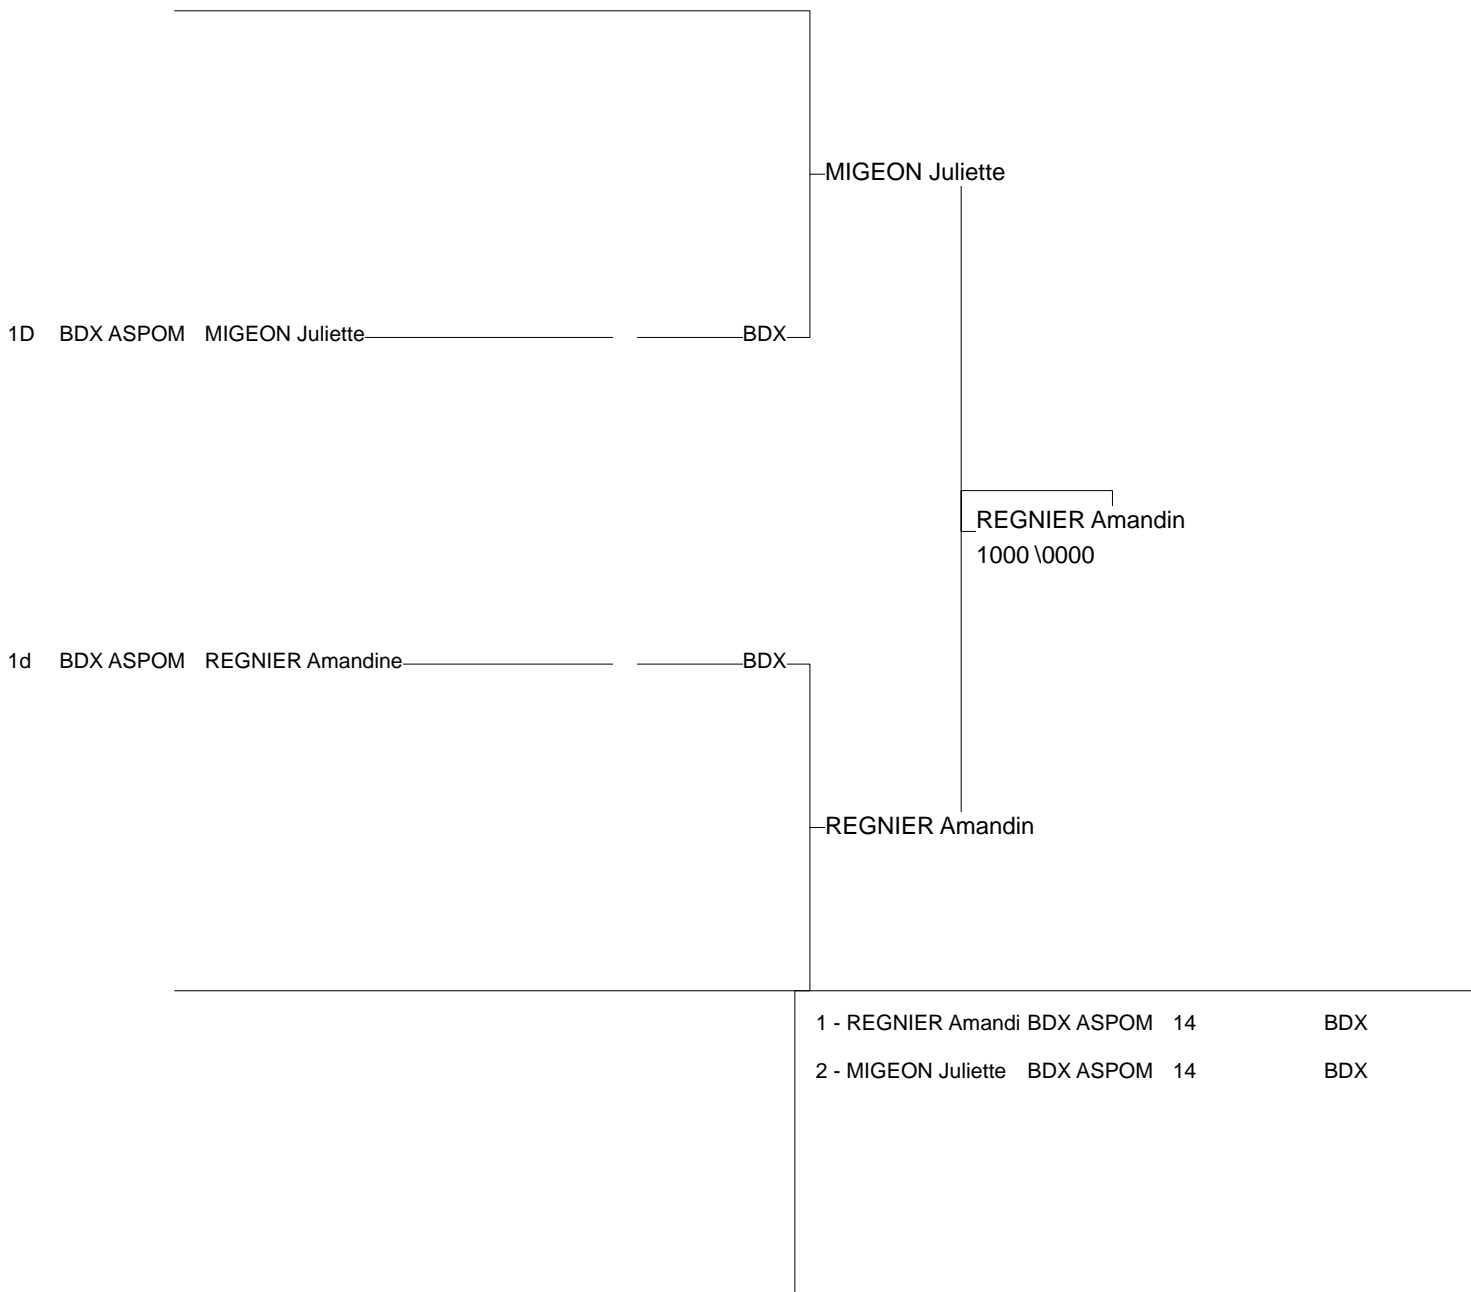 MIGEON Juliette
1D BDX ASPOM MIGEON Juliette BDX
REGNIER Amandin
1000 \0000
1d BDX ASPOM REGNIER Amandine BDX
REGNIER Amandin
1 - REGNIER Amandi BDX ASPOM 14 BDX
2 - MIGEON Juliette BDX ASPOM 14 BDX